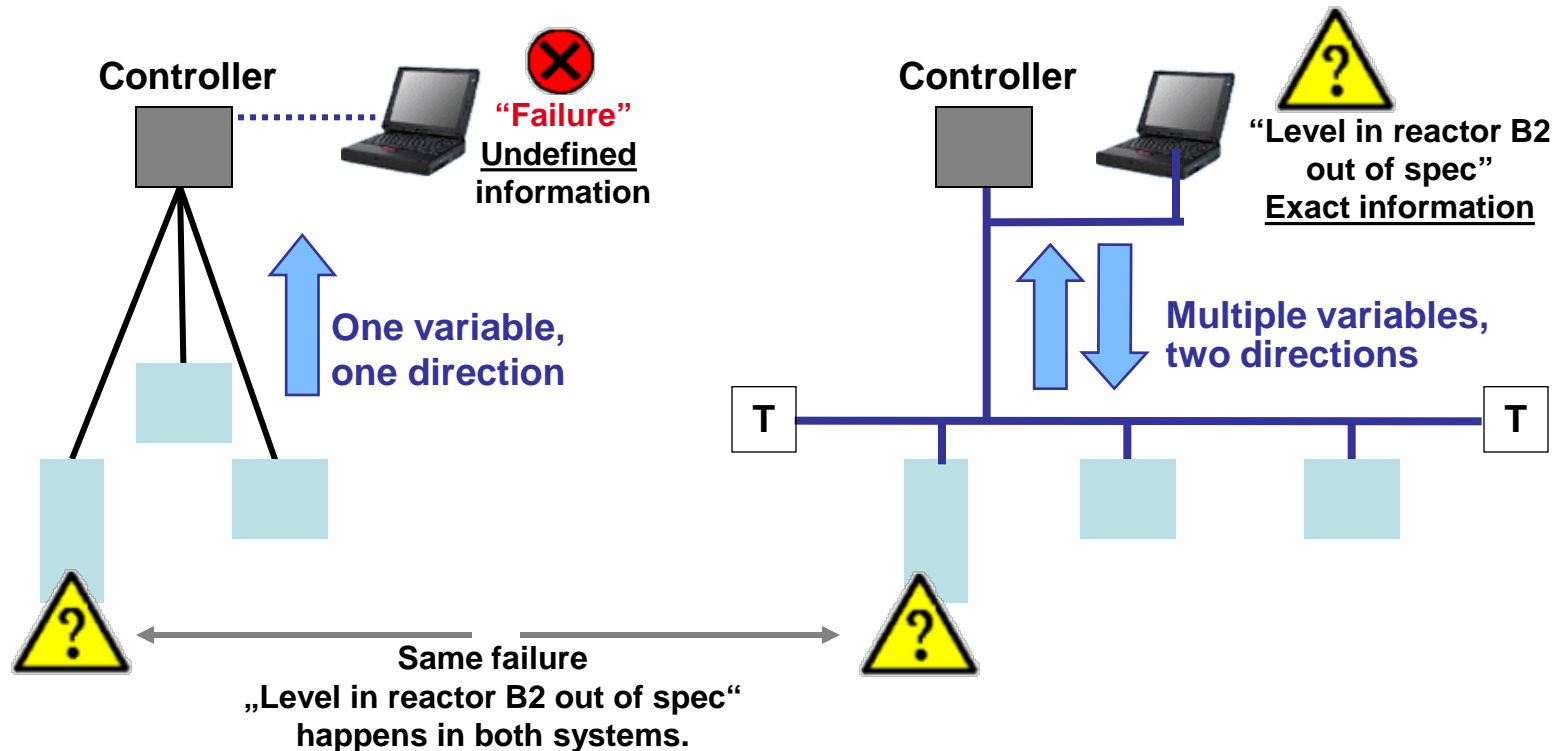 Controller
“Failure”
Undefined
information
One variable,
one direction
Controller
?
“Level in reactor B2
out of spec”
Exact information
Multiple variables,
two directions
T
T
?
?
Same failure
„Level in reactor B2 out of spec“
happens in both systems.